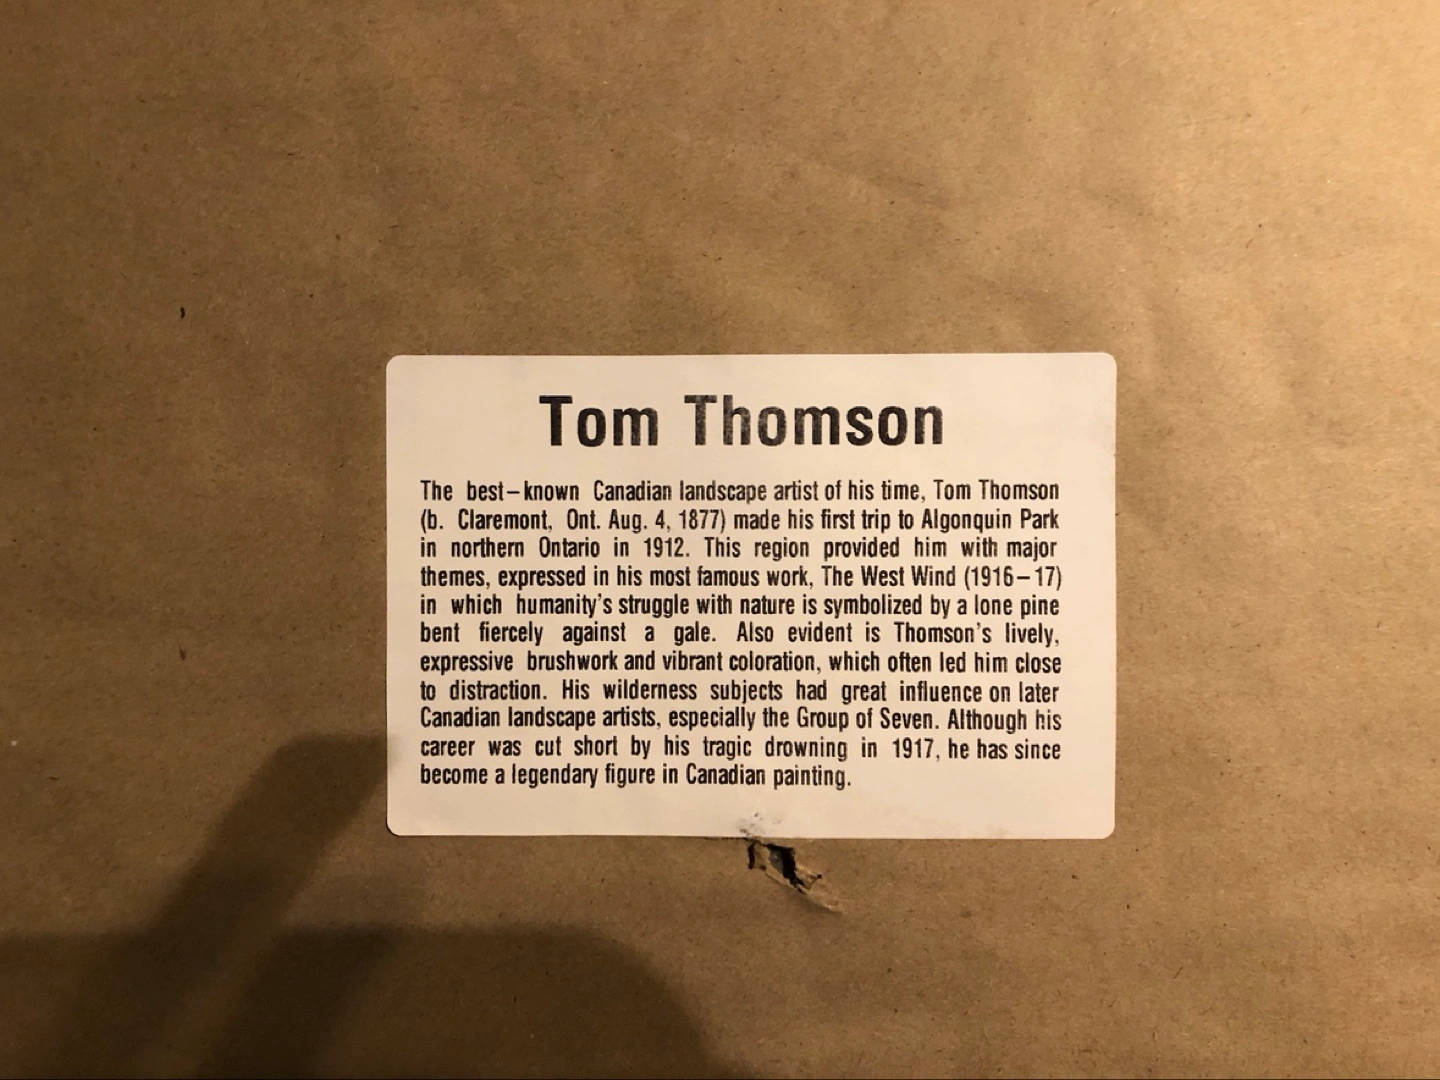 Tom Thomson
The best–known Canadian landscape artist of his time, Tom Thomson
(b. Claremont, Ont. Aug. 4, 1877) made his first trip to Algonquin Park
in northern Ontario in 1912. This region provided him with major
themes, expressed in his most famous work, The West Wind (1916–17)
in which humanity's struggle with nature is symbolized by a lone pine
bent fiercely against a gale. Also evident is Thomson's lively,
expressive brushwork and vibrant coloration, which often led him close
to distraction. His wilderness subjects had great influence on later
Canadian landscape artists, especially the Group of Seven. Although his
career was cut short by his tragic drowning in 1917, he has since
become a legendary figure in Canadian painting.